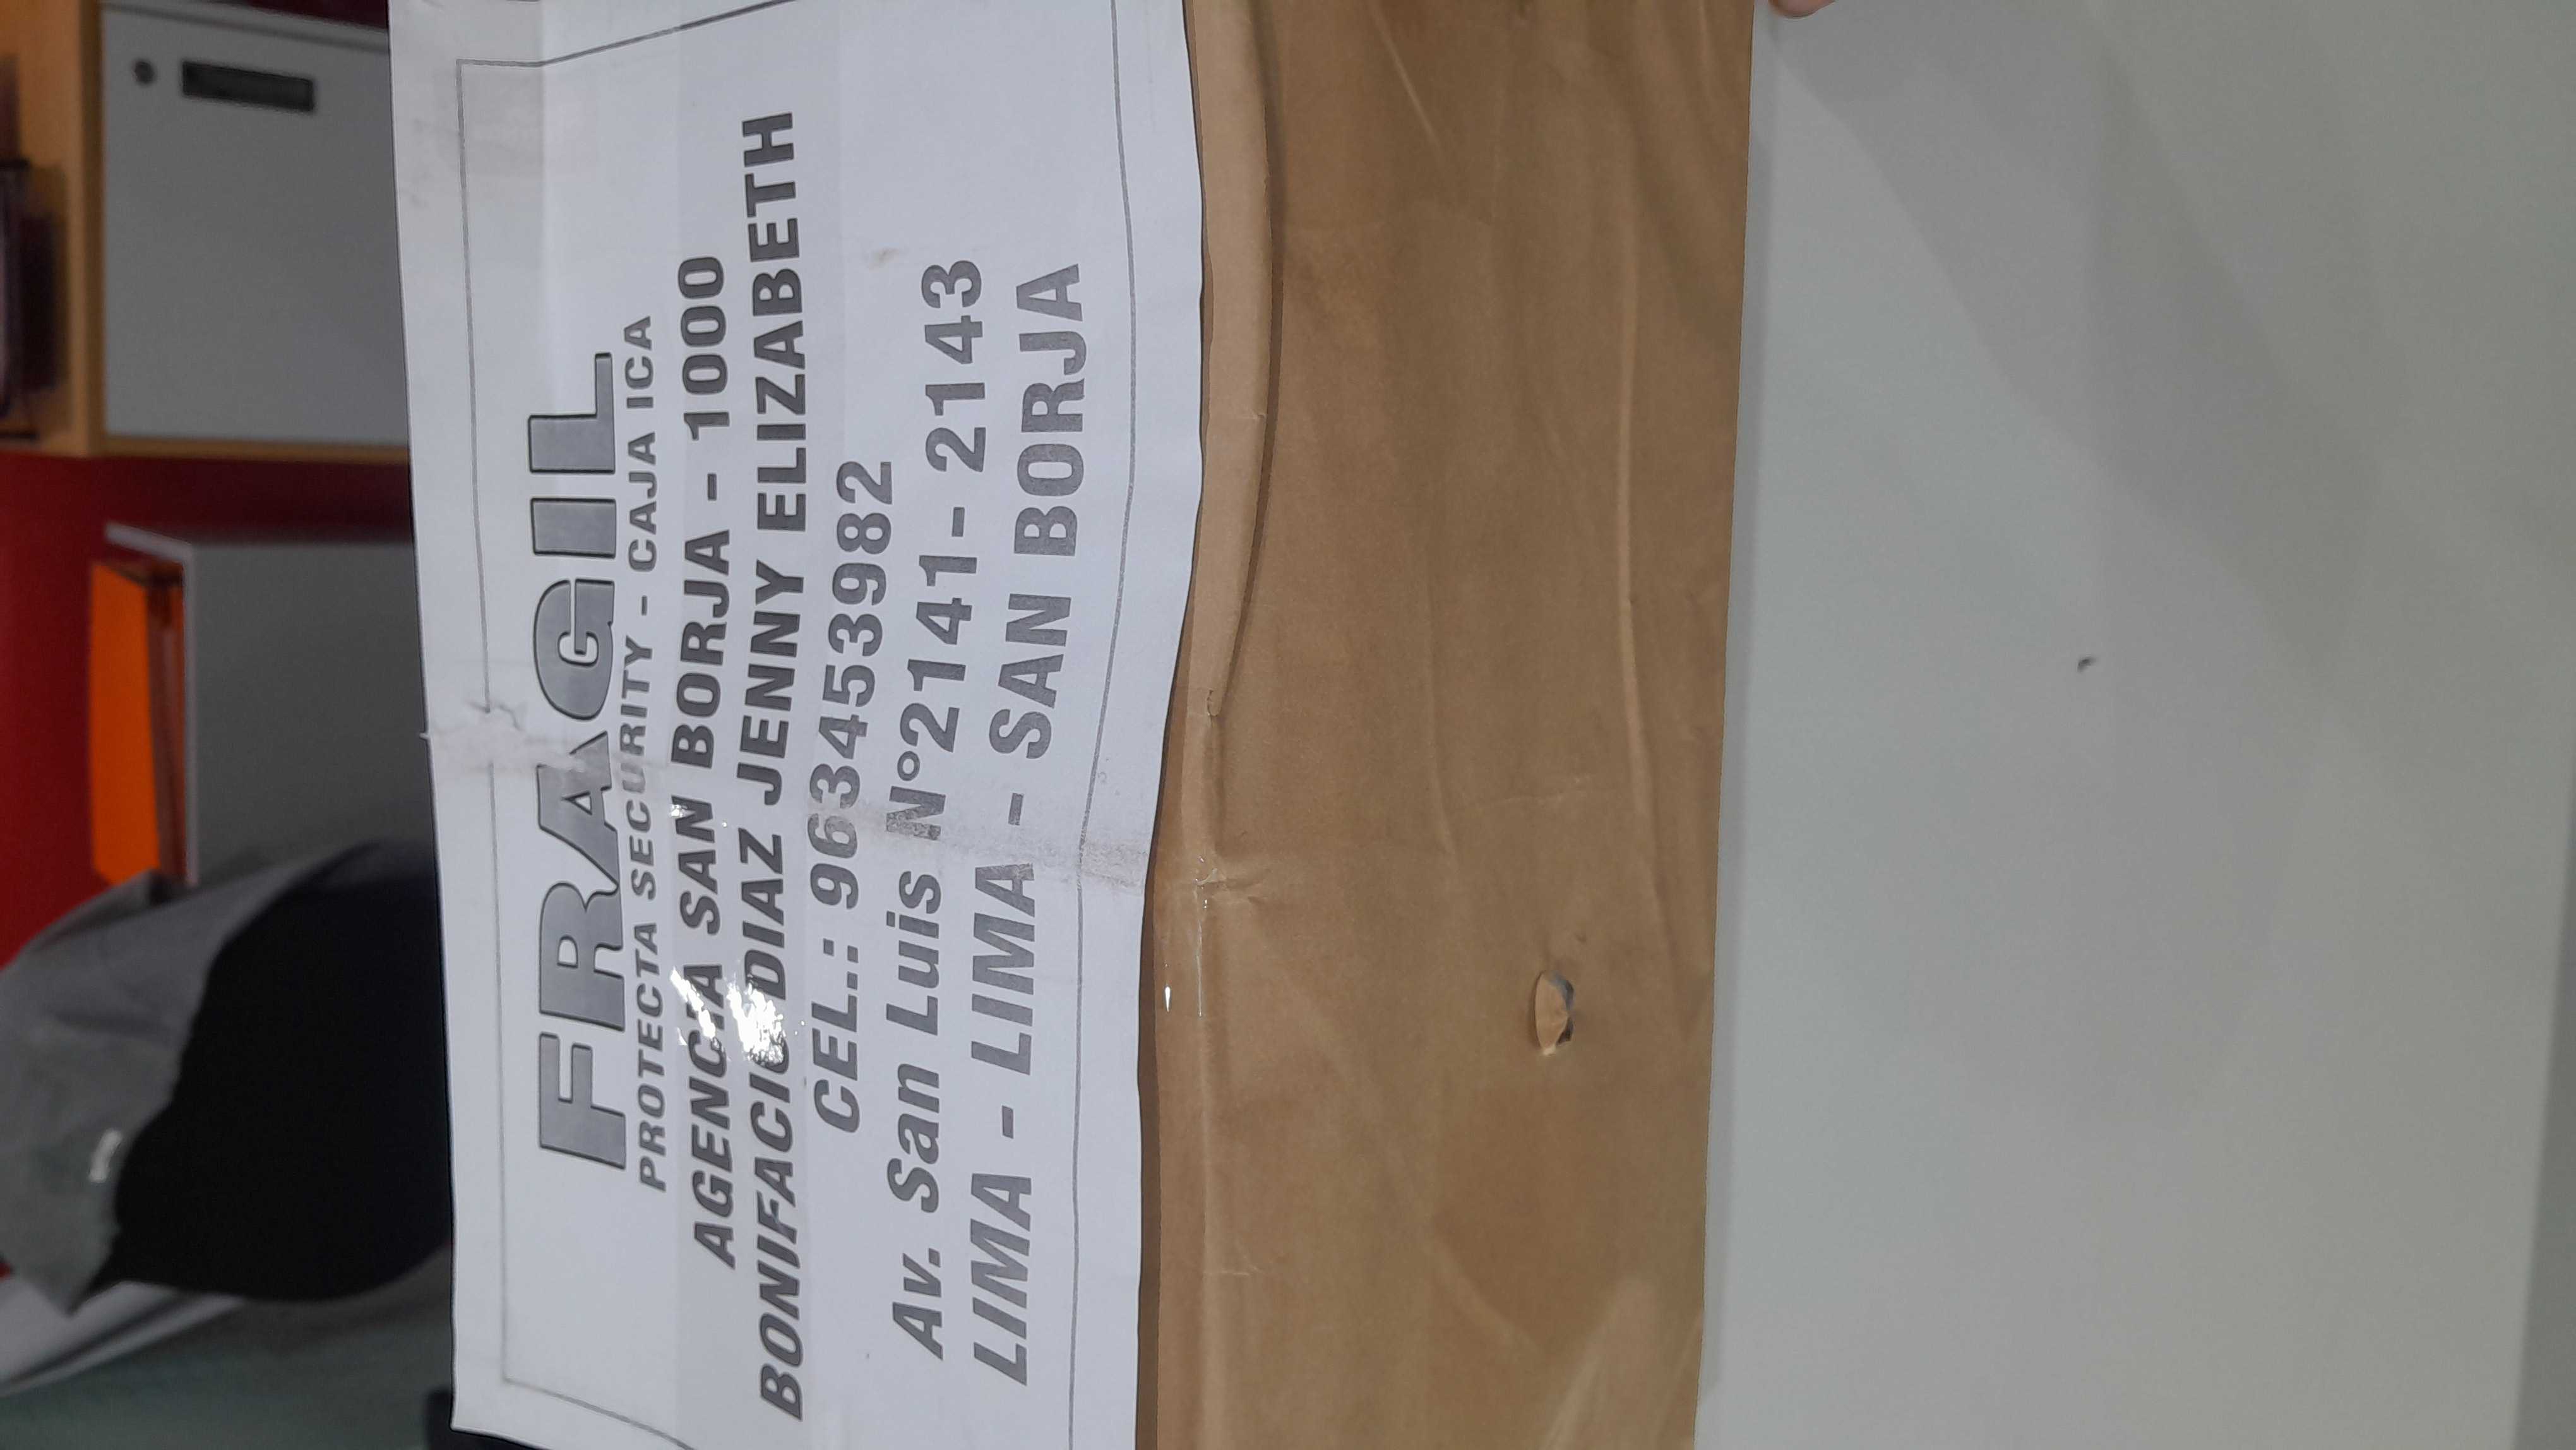 FRAGIL
PROTECTA SECURITY - CAJA ICA
AGENCIA SAN BORJA - 1000
BONIFACIO DIAZ JENNY ELIZABETH
CEL.: 963453982
Av. San Luis N°2141- 2143
LIMA - LIMA - SAN BORJA